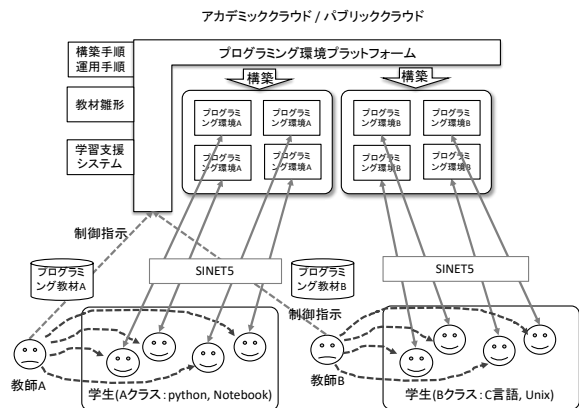 アカデミッククラウド / パブリッククラウド
構築手順
運用手順
プログラミング環境プラットフォーム
構築
構築
教材雛形
プログラミ
ング環境A
プログラミ
ング環境A
プログラミ
ング環境B
プログラミ
ング環境B
学習支援
システム
プログラミ
ング環境A
プログラミ
ング環境A
プログラミ
ング環境B
プログラミ
ング環境B
制御指示
プログラミ
ング教材A
SINET5
プログラミ
ング教材B
SINET5
制御指示
教師A
学生(Aクラス：python, Notebook)
教師B
学生(Bクラス：C言語, Unix)